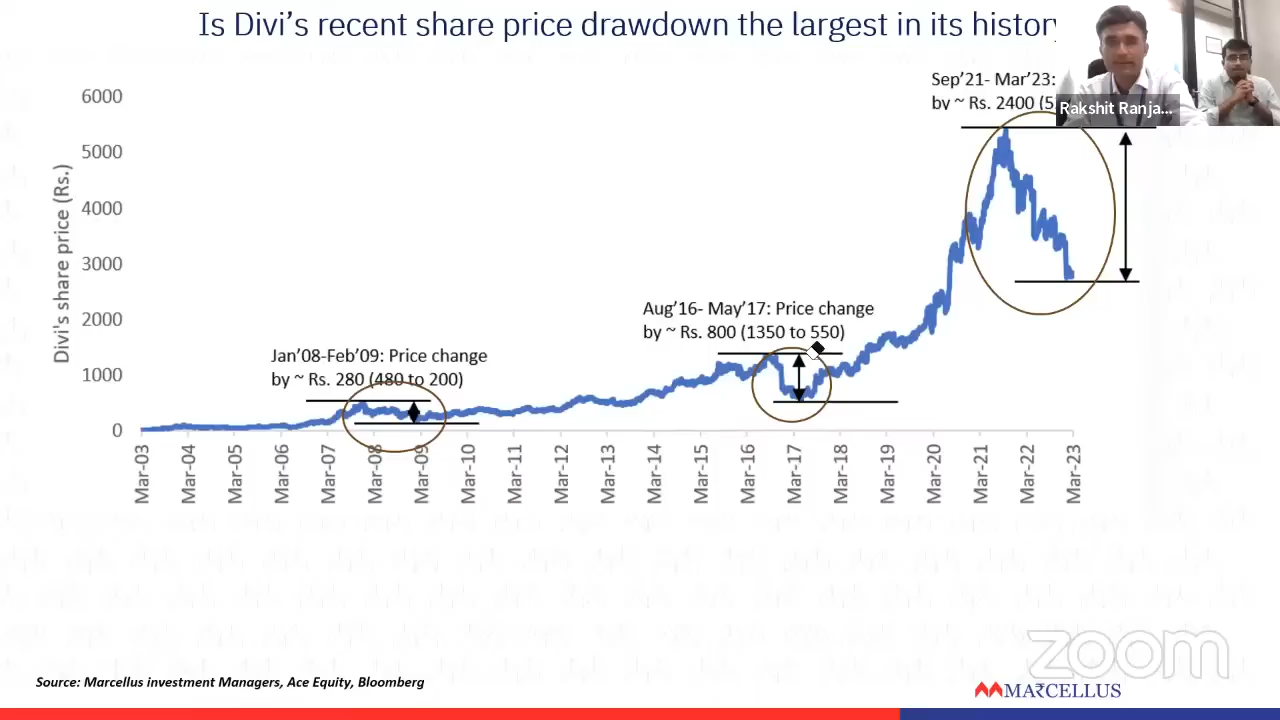 Is Divi's recent share price drawdown the largest in its history
Sep'21- Mar'23:
by ~ Rs. 2400 (5
Rakshit Ranja...
6000
5000
4000
3000
2000
1000
0
Divi's share price (Rs.)
Aug'16- May'17: Price change
by ~ Rs. 800 (1350 to 550)
Jan'08-Feb'09: Price change
by ~ Rs. 280 (480 to 200)
Mar-03
Mar-04
Mar-05
Mar-06
Mar-07
Mar-08
Mar-09
Mar-10
Mar-11
Mar-12
Mar-13
Mar-14
Mar-15
Mar-16
Mar-17
Mar-18
Mar-19
Mar-20
Mar-21
Mar-22
Mar-23
zoom
Source: Marcellus investment Managers, Ace Equity, Bloomberg
MARCELLUS